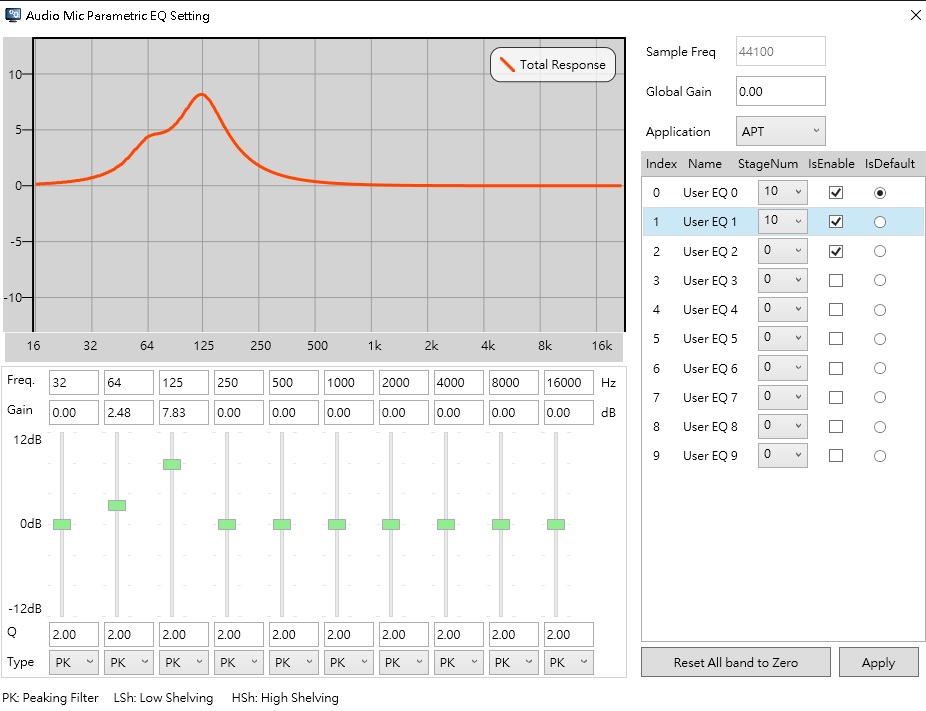 Audio Mic Parametric EQ Setting
Total Response
10
5
0
-5
-10
16 32 64 125 250 500 1k 2k 4k 8k 16k
Freq. 32 64 125 250 500 1000 2000 4000 8000 16000 Hz
Gain 0.00 2.48 7.83 0.00 0.00 0.00 0.00 0.00 0.00 0.00 dB
12dB
0dB
-12dB
Q 2.00 2.00 2.00 2.00 2.00 2.00 2.00 2.00 2.00 2.00
Type PK PK PK PK PK PK PK PK PK PK
PK: Peaking Filter LSh: Low Shelving HSh: High Shelving
Sample Freq 44100
Global Gain 0.00
Application APT
Index Name StageNum IsEnable IsDefault
0 User EQ 0 10
1 User EQ 1 10
2 User EQ 2 0
3 User EQ 3 0
4 User EQ 4 0
5 User EQ 5 0
6 User EQ 6 0
7 User EQ 7 0
8 User EQ 8 0
9 User EQ 9 0
Reset All band to Zero Apply